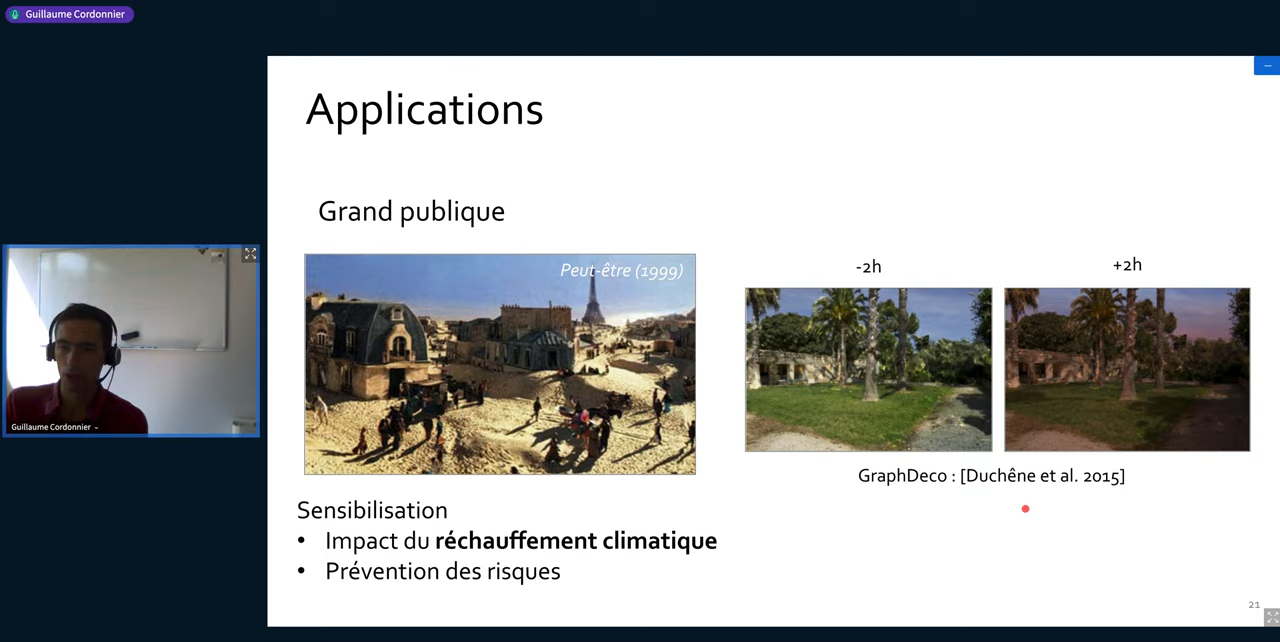 Guillaume Cordonnier
Applications
Grand publique
Peut-être (1999)
-2h
+2h
GraphDeco : [Duchêne et al. 2015]
Guillaume Cordonnier
Sensibilisation
• Impact du réchauffement climatique
• Prévention des risques
21